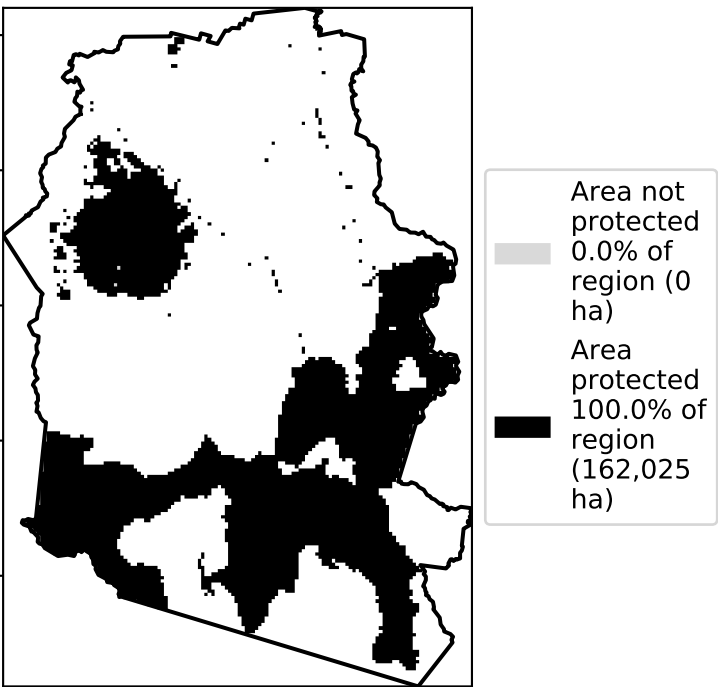 Area not
protected
0.0% of
region (0
ha)
Area
protected
100.0% of
region
(162,025
ha)